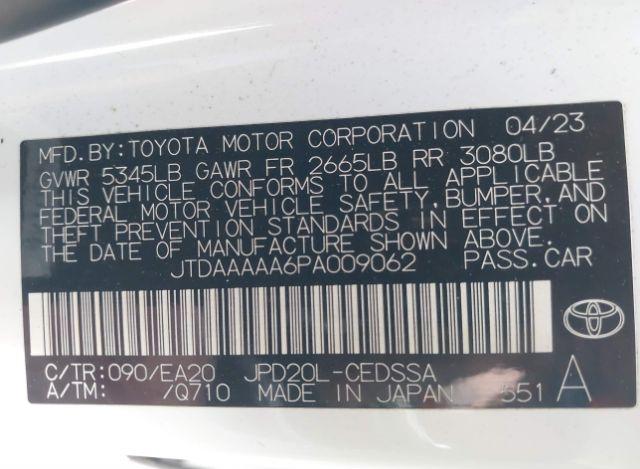 MFD.BY:TOYOTA MOTOR CORPORATION 04/23
GVWR 5345LB GAWR FR 2665LB RR 3080LB
THIS VEHICLE CONFORMS TO ALL APPLICABLE
FEDERAL MOTOR VEHICLE SAFETY,BUMPER,AND
THEFT PREVENTION STANDARDS IN EFFECT ON
THE DATE OF MANUFACTURE SHOWN ABOVE.
JTDAAAAA6PA009062 PASS.CAR
C/TR:090/EA20 JPD20L-CEDSSA
A/TM: /Q710 MADE IN JAPAN 551 A